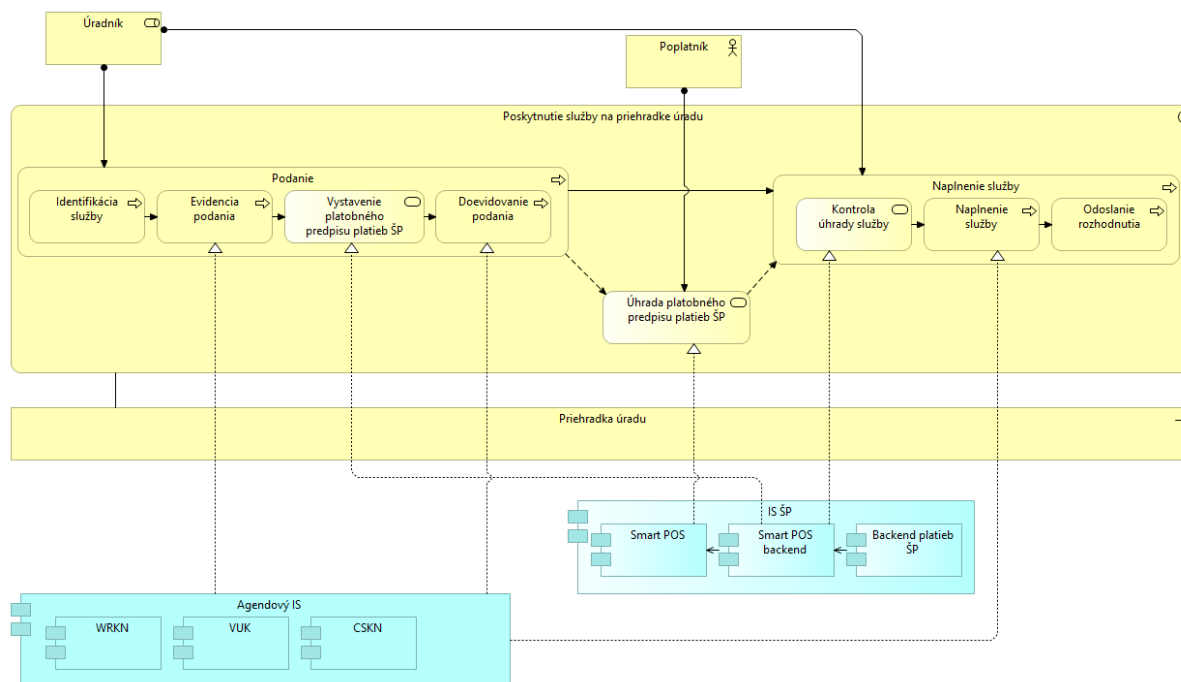 Úradník
Poplatník
Poskytnutie služby na priehradke úradu
Podanie
Identifikácia
služby
Evidencia
podania
Vystavenie
platobného
predpisu platieb ŠP
Doevidovanie
podania
Naplnenie služby
Kontrola
úhrady služby
Naplnenie
služby
Odoslanie
rozhodnutia
Úhrada platobného
predpisu platieb ŠP
Priehradka úradu
IS ŠP
Smart POS
Smart POS
backend
Backend platieb
ŠP
Agendový IS
WRKN
VUK
CSKN